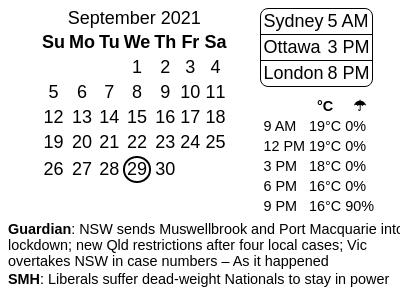 September 2021
Su Mo Tu We Th Fr Sa
1 2 3 4
5 6 7 8 9 10 11
12 13 14 15 16 17 18
19 20 21 22 23 24 25
26 27 28 29 30
Sydney 5 AM
Ottawa 3 PM
London 8 PM
°C ☂
9 AM 19°C 0%
12 PM 19°C 0%
3 PM 18°C 0%
6 PM 16°C 0%
9 PM 16°C 90%
Guardian: NSW sends Muswellbrook and Port Macquarie into
lockdown; new Qld restrictions after four local cases; Vic
overtakes NSW in case numbers – As it happened
SMH: Liberals suffer dead-weight Nationals to stay in power